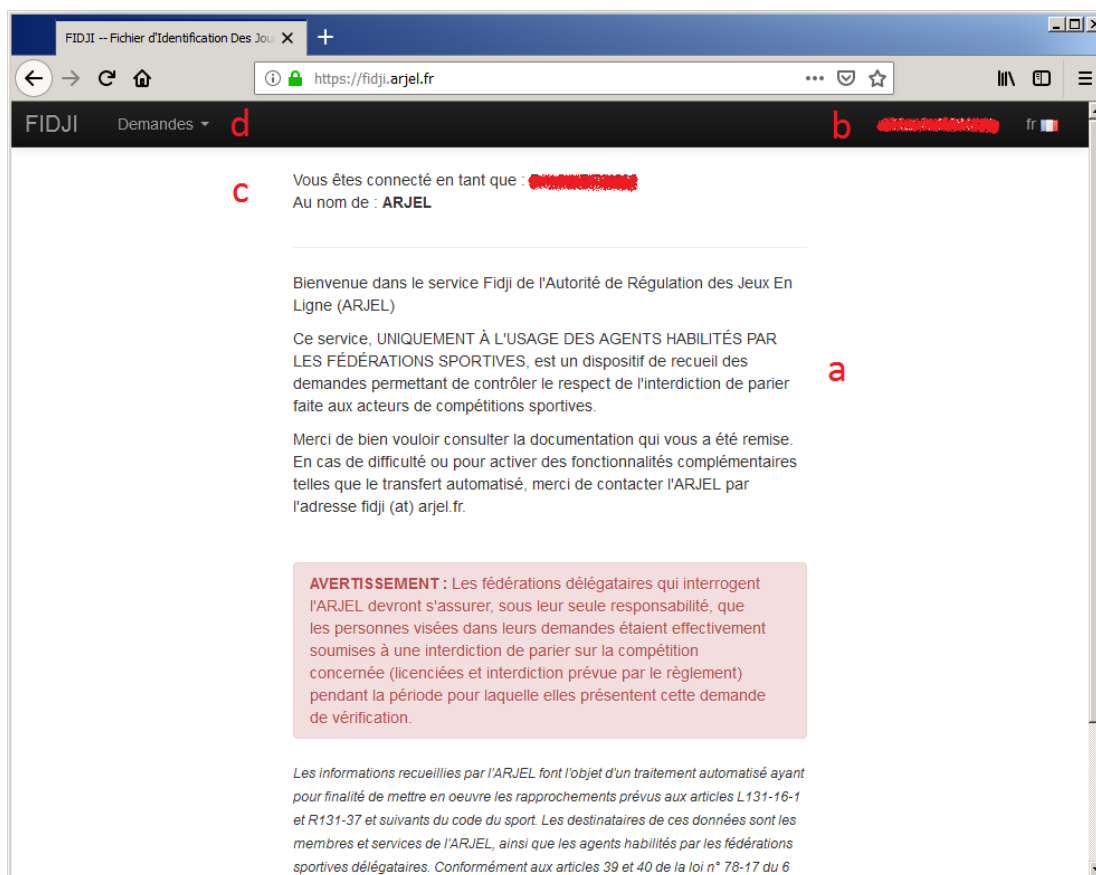 FIDJI -- Fichier d'Identification Des Jou
https://fidji.arjel.fr
FIDJI Demandes d b fr
c
Vous êtes connecté en tant que :
Au nom de : ARJEL
Bienvenue dans le service Fidji de l'Autorité de Régulation des Jeux En
Ligne (ARJEL)
Ce service, UNIQUEMENT À L'USAGE DES AGENTS HABILITÉS PAR
LES FÉDÉRATIONS SPORTIVES, est un dispositif de recueil des
demandes permettant de contrôler le respect de l'interdiction de parier
faite aux acteurs de compétitions sportives.
a
Merci de bien vouloir consulter la documentation qui vous a été remise.
En cas de difficulté ou pour activer des fonctionnalités complémentaires
telles que le transfert automatisé, merci de contacter l'ARJEL par
l'adresse fidji (at) arjel.fr.
AVERTISSEMENT : Les fédérations délégataires qui interrogent
l'ARJEL devront s'assurer, sous leur seule responsabilité, que
les personnes visées dans leurs demandes étaient effectivement
soumises à une interdiction de parier sur la compétition
concernée (licenciées et interdiction prévue par le règlement)
pendant la période pour laquelle elles présentent cette demande
de vérification.
Les informations recueillies par l'ARJEL font l'objet d'un traitement automatisé ayant
pour finalité de mettre en oeuvre les rapprochements prévus aux articles L131-16-1
et R131-37 et suivants du code du sport. Les destinataires de ces données sont les
membres et services de l'ARJEL, ainsi que les agents habilités par les fédérations
sportives délégataires. Conformément aux articles 39 et 40 de la loi n° 78-17 du 6